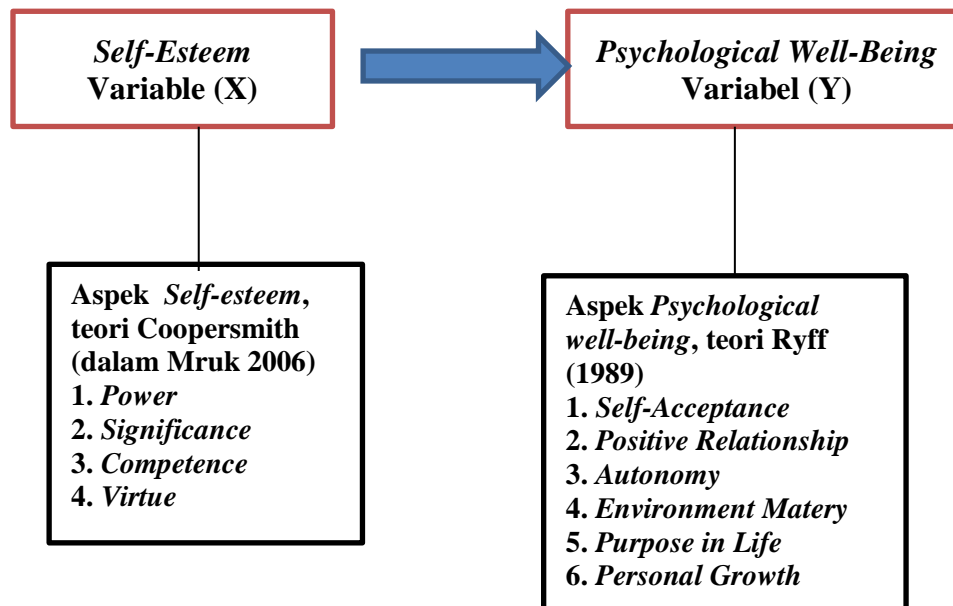 Self-Esteem
Variable (X)
Psychological Well-Being
Variabel (Y)
Aspek Self-esteem,
teori Coopersmith
(dalam Mruk 2006)
1. Power
2. Significance
3. Competence
4. Virtue
Aspek Psychological
well-being, teori Ryff
(1989)
1. Self-Acceptance
2. Positive Relationship
3. Autonomy
4. Environment Matery
5. Purpose in Life
6. Personal Growth